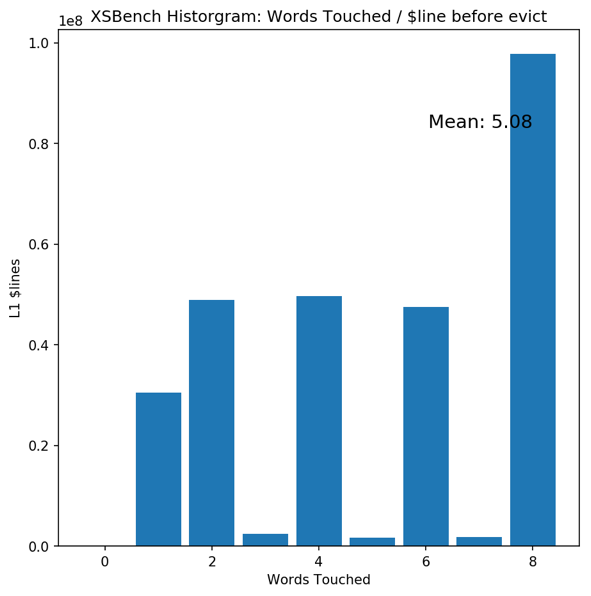 XSBench Historgram: Words Touched / $line before evict
1e8
1.0
Mean: 5.08
0.8
0.6
L1 $lines
0.4
0.2
0.0
0 2 4 6 8
Words Touched